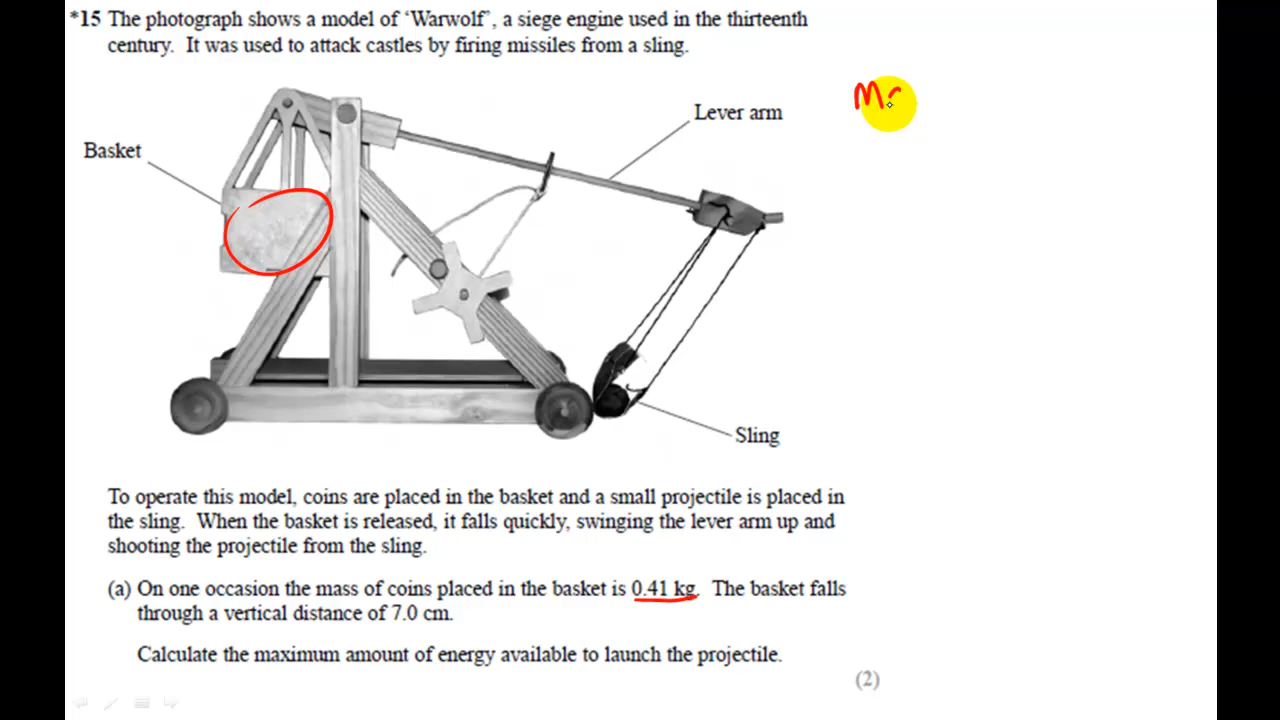 *15 The photograph shows a model of ‘Warwolf’, a siege engine used in the thirteenth
century. It was used to attack castles by firing missiles from a sling.
Lever arm
Basket
Sling
To operate this model, coins are placed in the basket and a small projectile is placed in
the sling. When the basket is released, it falls quickly, swinging the lever arm up and
shooting the projectile from the sling.
(a) On one occasion the mass of coins placed in the basket is 0.41 kg. The basket falls
through a vertical distance of 7.0 cm.
Calculate the maximum amount of energy available to launch the projectile.
(2)